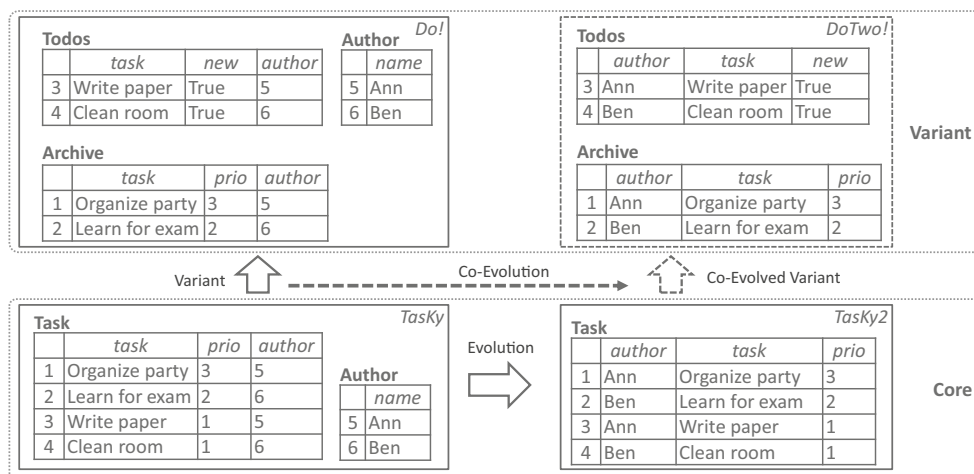 Do!
Todos
task new author
3 Write paper True 5
4 Clean room True 6
Author
name
5 Ann
6 Ben
Archive
task prio author
1 Organize party 3 5
2 Learn for exam 2 6
DoTwo!
Todos
author task new
3 Ann Write paper True
4 Ben Clean room True
Archive
author task prio
1 Ann Organize party 3
2 Ben Learn for exam 2
Variant
Variant
Co-Evolution
Co-Evolved Variant
TasKy
Task
task prio author
1 Organize party 3 5
2 Learn for exam 2 6
3 Write paper 1 5
4 Clean room 1 6
Author
name
5 Ann
6 Ben
Evolution
TasKy2
Task
author task prio
1 Ann Organize party 3
2 Ben Learn for exam 2
3 Ann Write paper 1
4 Ben Clean room 1
Core